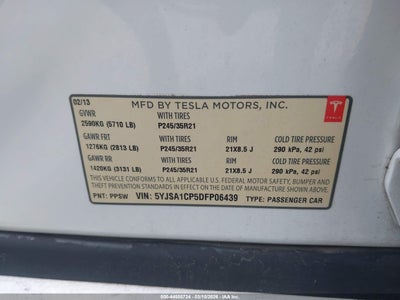 02/13 MFD BY TESLA MOTORS, INC.
GVWR WITH TIRES
2590KG (5710 LB) P245/35R21
GAWR FRT WITH TIRES RIM COLD TIRE PRESSURE
1276KG (2813 LB) P245/35R21 21X8.5 J 290 kPa, 42 psi
GAWR RR WITH TIRES RIM COLD TIRE PRESSURE
1420KG (3131 LB) P245/35R21 21X8.5 J 290 kPa, 42 psi
THIS VEHICLE CONFORMS TO ALL APPLICABLE U.S. FEDERAL MOTOR VEHICLE
SAFETY, BUMPER, AND THEFT PREVENTION STANDARDS IN EFFECT ON THE DATE OF
MANUFACTURE SHOWN ABOVE.
PNT: PPSW VIN: 5YJSA1CP5DFP06439 TYPE: PASSENGER CAR
TESLA